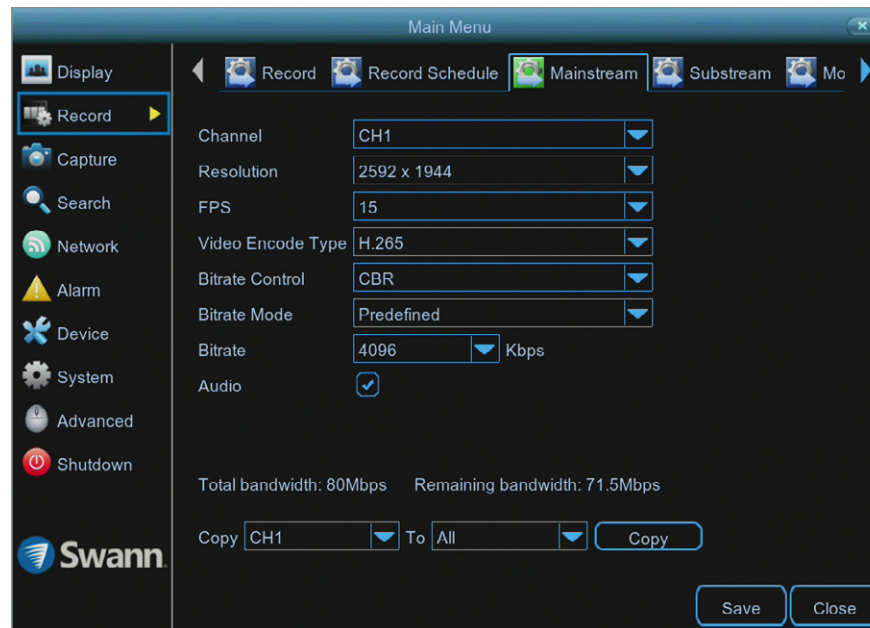 Main Menu
Display
Record
Capture
Search
Network
Alarm
Device
System
Advanced
Shutdown
Swann
Record Record Schedule Mainstream Substream Mo
Channel CH1
Resolution 2592 x 1944
FPS 15
Video Encode Type H.265
Bitrate Control CBR
Bitrate Mode Predefined
Bitrate 4096 Kbps
Audio
Total bandwidth: 80Mbps Remaining bandwidth: 71.5Mbps
Copy CH1 To All Copy
Save Close